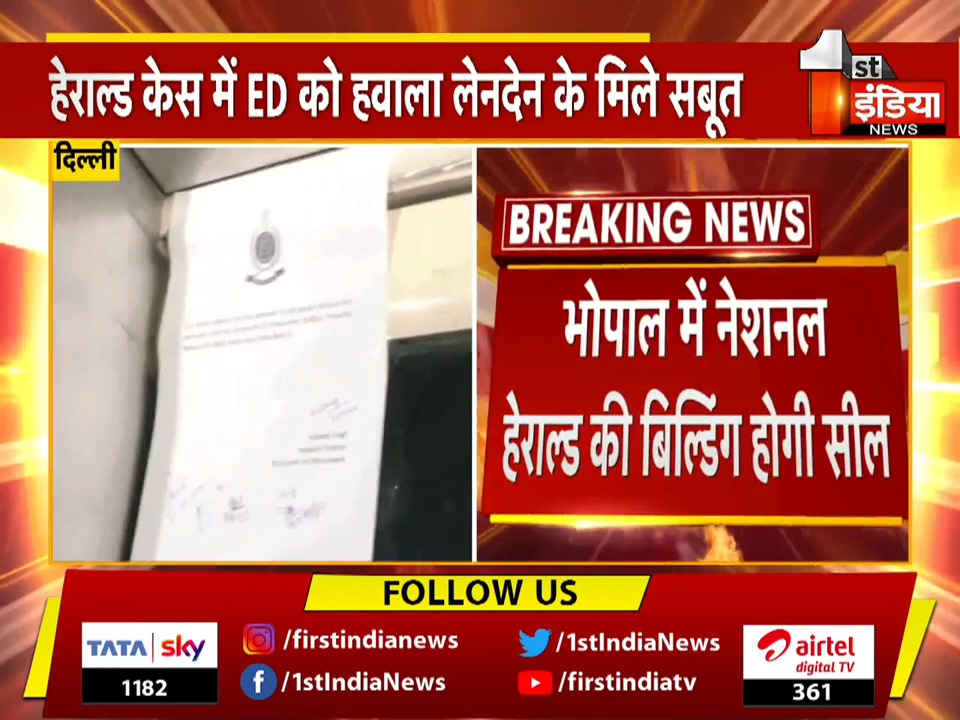 हेराल्ड केस में ED को हवाला लेनदेन के मिले सबूत
1st
इंडिया
NEWS
दिल्ली
BREAKING NEWS
भोपाल में नेशनल
हेराल्ड की बिल्डिंग होगी सील
FOLLOW US
TATA sky
1182
/firstindianews
/1stIndiaNews
/1stIndiaNews
/firstindiatv
airtel
digital TV
361